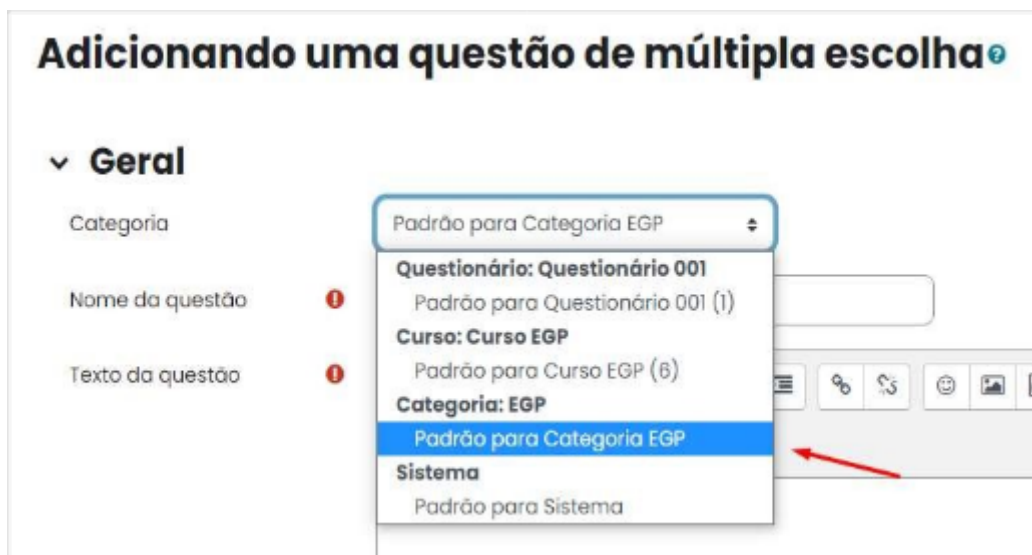 Adicionando uma questão de múltipla escolha
Geral
Categoria
Padrão para Categoria EGP
Questionário: Questionário 001
Nome da questão
Padrão para Questionário 001 (1)
Curso: Curso EGP
Texto da questão
Padrão para Curso EGP (6)
Categoria: EGP
Padrão para Categoria EGP
Sistema
Padrão para Sistema